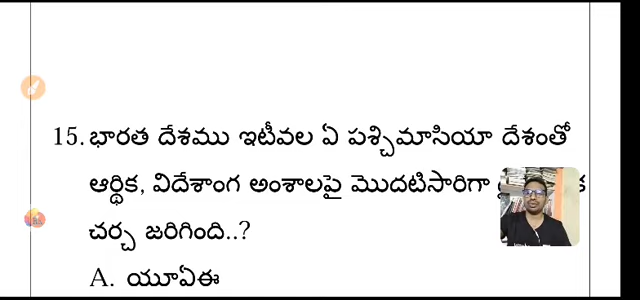 15. భారత దేశము ఇటీవల ఏ పశ్చిమాసియా దేశంతో
ఆర్థిక, విదేశాంగ అంశాలపై మొదటిసారిగా
చర్చ జరిగింది..?
A. యూఏఈ